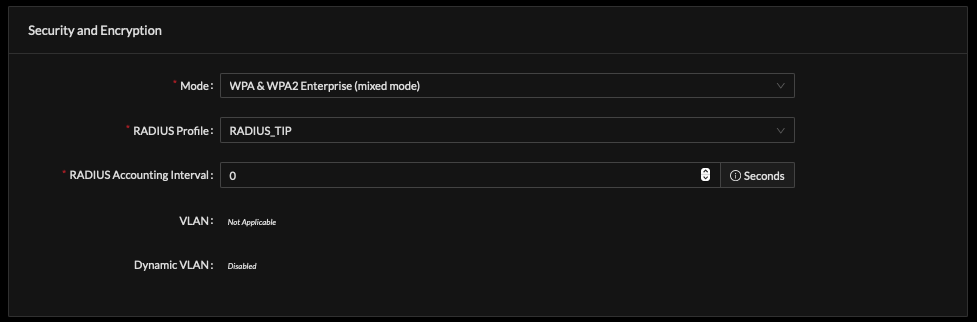 Security and Encryption
* Mode: WPA & WPA2 Enterprise (mixed mode)
* RADIUS Profile: RADIUS_TIP
* RADIUS Accounting Interval: 0 Seconds
VLAN: Not Applicable
Dynamic VLAN: Disabled